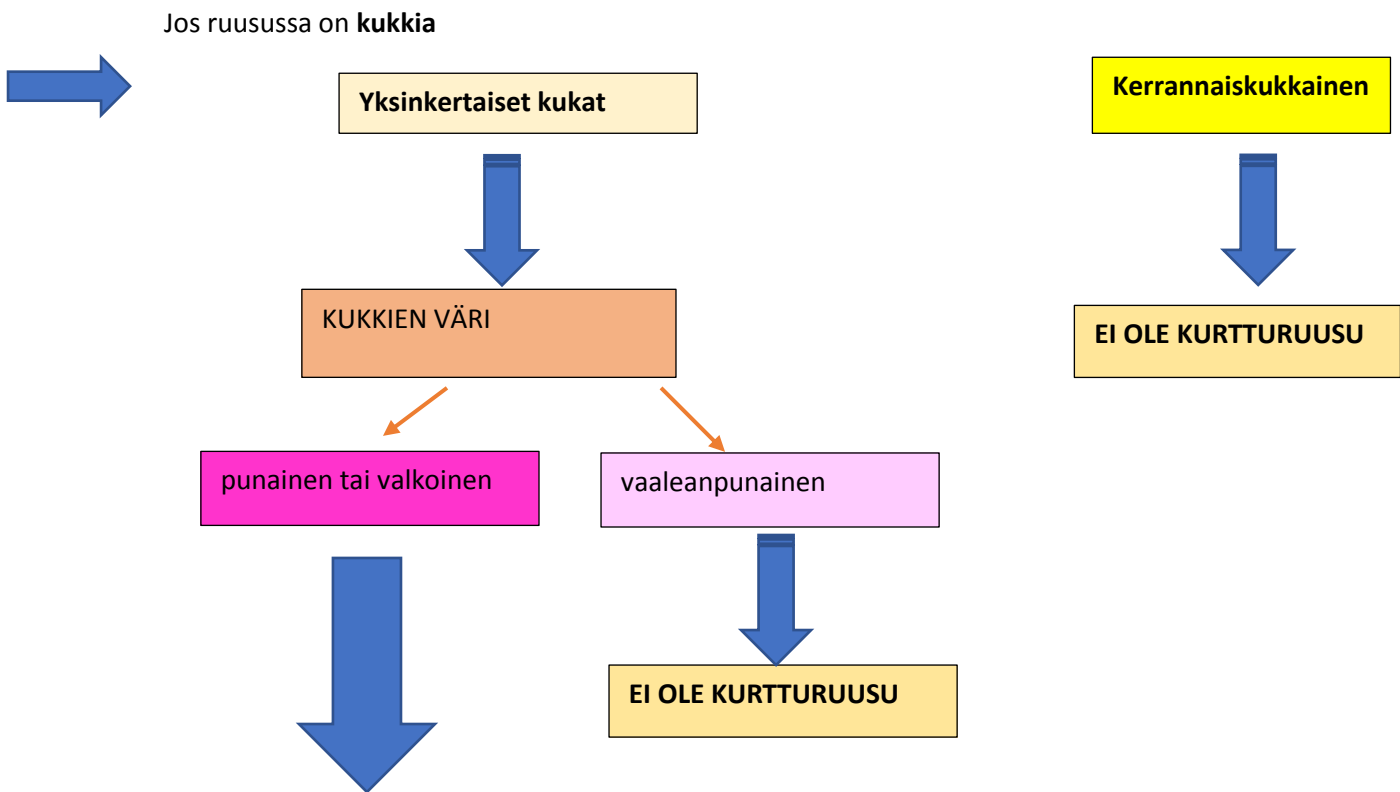 Jos ruusussa on kukkia
Yksinkertaiset kukat
Kerrannaiskukkainen
KUKKIEN VÄRI
EI OLE KURTTURUUSU
punainen tai valkoinen
vaaleanpunainen
EI OLE KURTTURUUSU